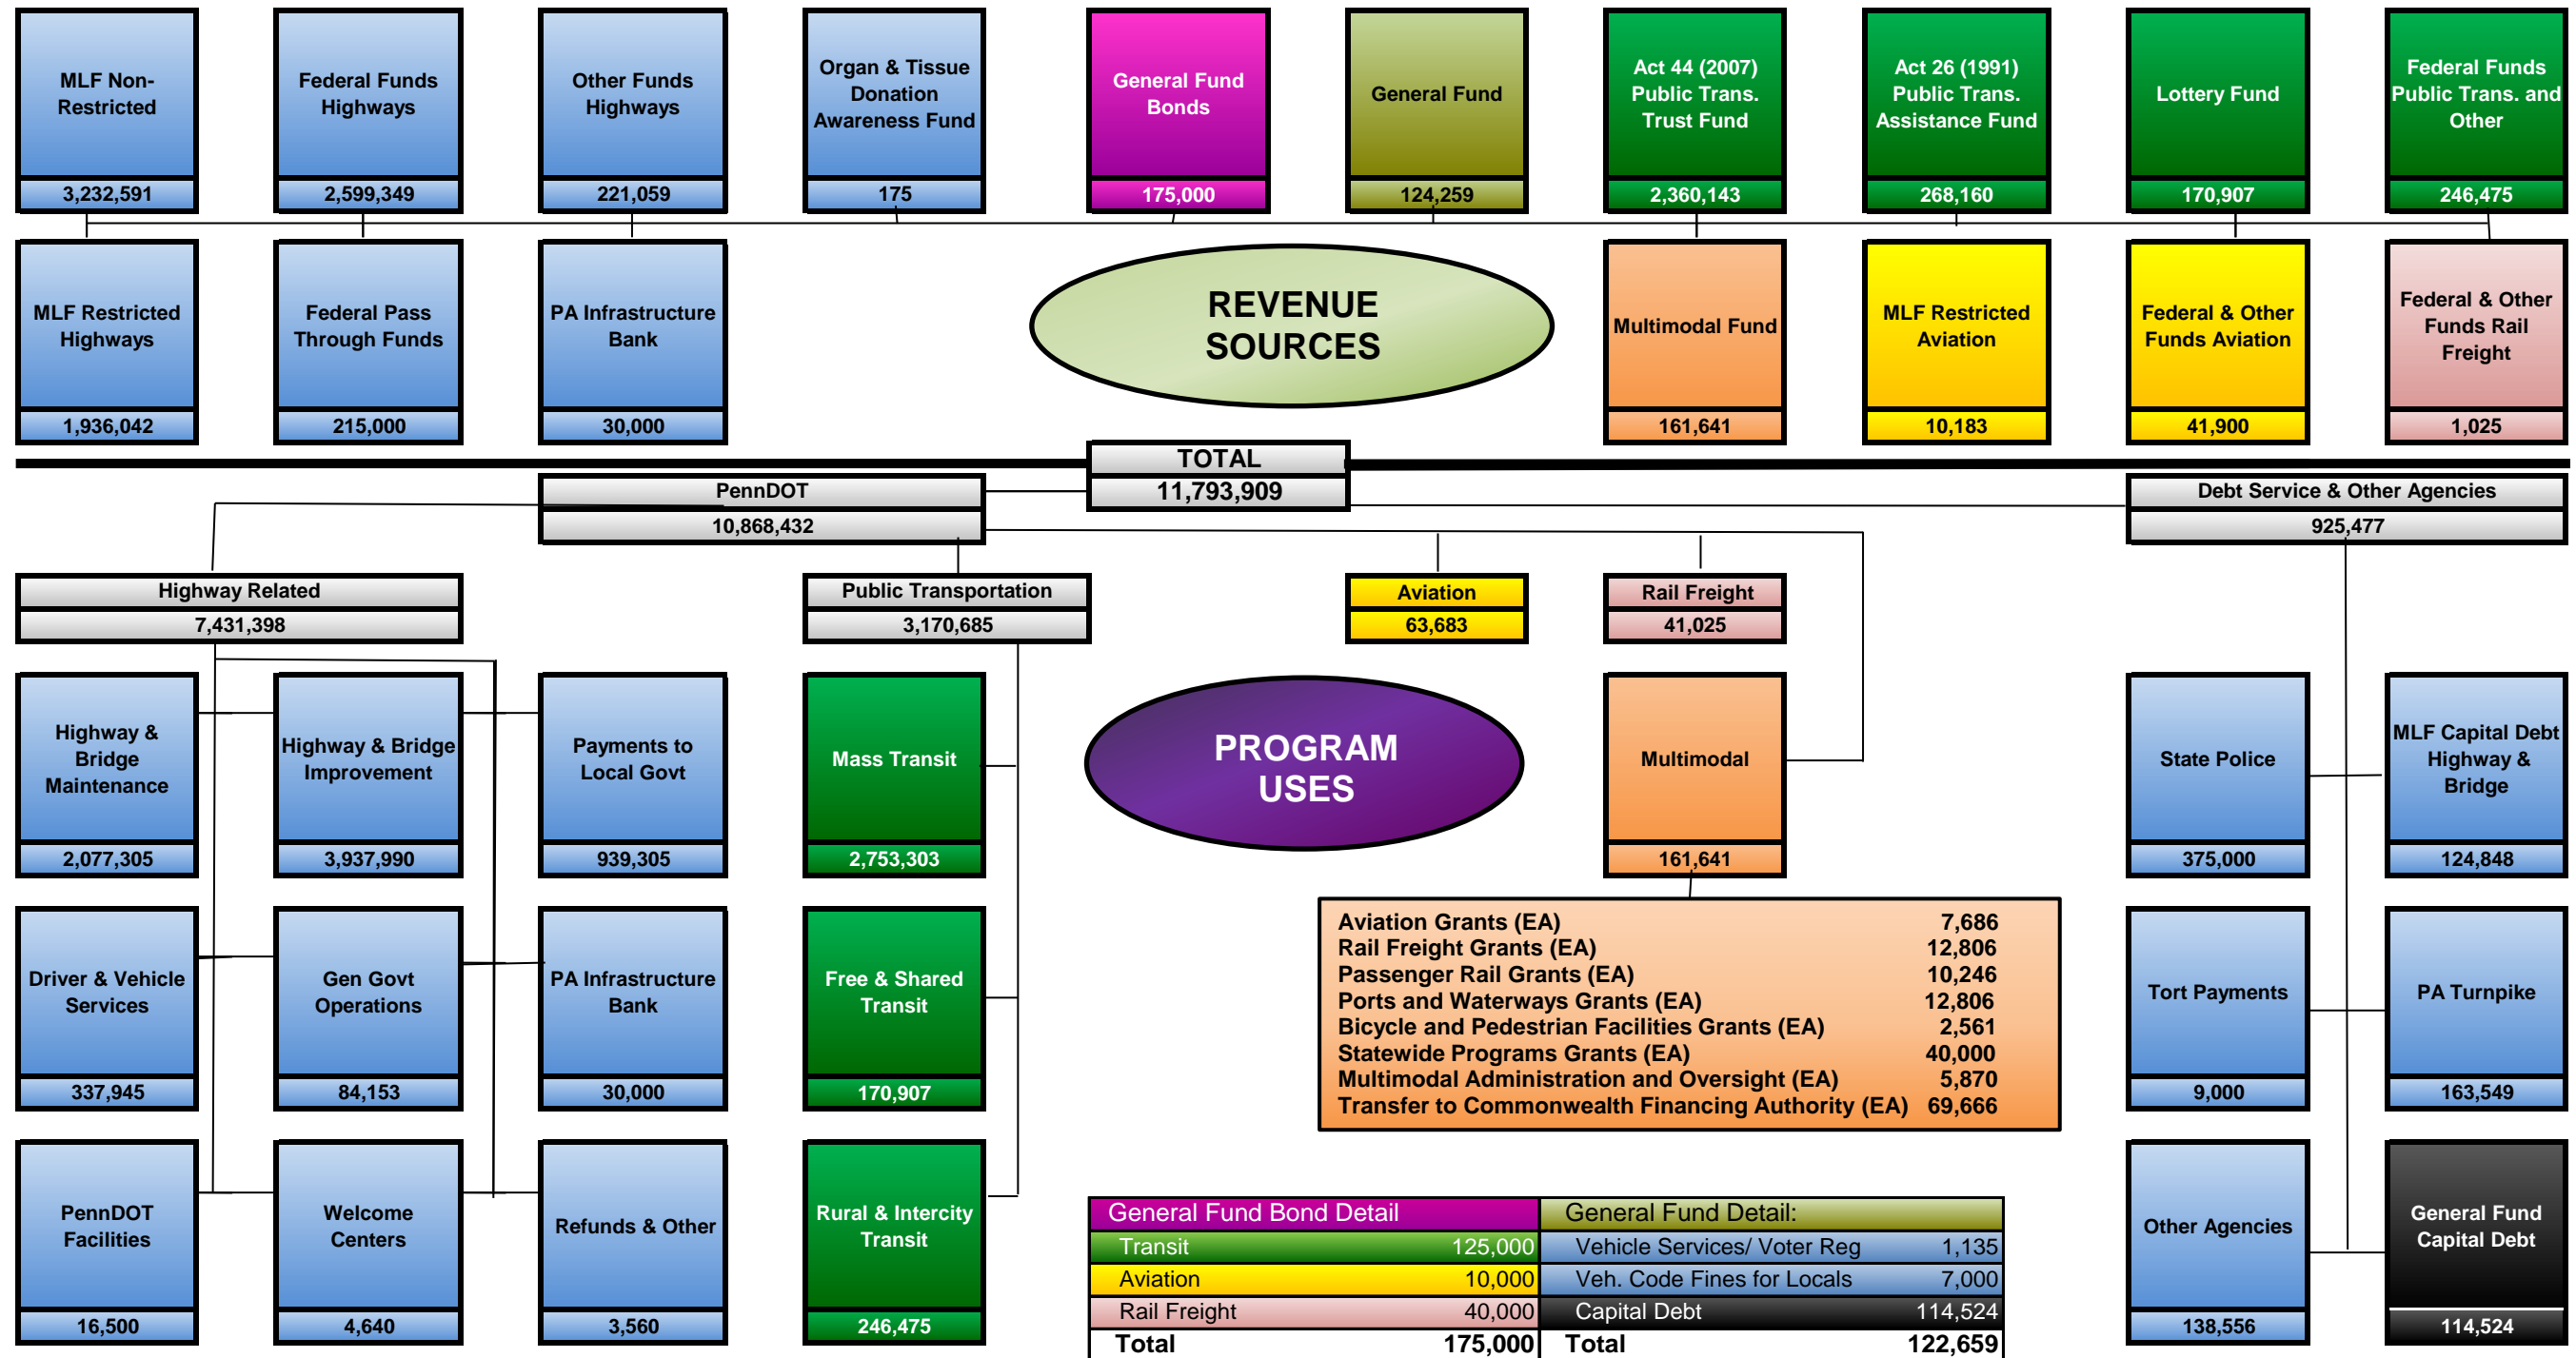 MLF Non-
Restricted
3,232,591
Federal Funds
Highways
2,599,349
Other Funds
Highways
221,059
Organ & Tissue
Donation
Awareness Fund
175
General Fund
Bonds
175,000
General Fund
124,259
Act 44 (2007)
Public Trans.
Trust Fund
2,360,143
Act 26 (1991)
Public Trans.
Assistance Fund
268,160
Lottery Fund
170,907
Federal Funds
Public Trans. and
Other
246,475
MLF Restricted
Highways
1,936,042
Federal Pass
Through Funds
215,000
PA Infrastructure
Bank
30,000
REVENUE
SOURCES
Multimodal Fund
161,641
MLF Restricted
Aviation
10,183
Federal & Other
Funds Aviation
41,900
Federal & Other
Funds Rail
Freight
1,025
TOTAL
11,793,909
PennDOT
10,868,432
Debt Service & Other Agencies
925,477
Highway Related
7,431,398
Public Transportation
3,170,685
Aviation
63,683
Rail Freight
41,025
Highway &
Bridge
Maintenance
2,077,305
Highway & Bridge
Improvement
3,937,990
Payments to
Local Govt
939,305
Mass Transit
2,753,303
PROGRAM
USES
Multimodal
161,641
State Police
375,000
MLF Capital Debt
Highway &
Bridge
124,848
Driver & Vehicle
Services
337,945
Gen Govt
Operations
84,153
PA Infrastructure
Bank
30,000
Free & Shared
Transit
170,907
Aviation Grants (EA) 7,686
Rail Freight Grants (EA) 12,806
Passenger Rail Grants (EA) 10,246
Ports and Waterways Grants (EA) 12,806
Bicycle and Pedestrian Facilities Grants (EA) 2,561
Statewide Programs Grants (EA) 40,000
Multimodal Administration and Oversight (EA) 5,870
Transfer to Commonwealth Financing Authority (EA) 69,666
Tort Payments
9,000
PA Turnpike
163,549
PennDOT
Facilities
16,500
Welcome
Centers
4,640
Refunds & Other
3,560
Rural & Intercity
Transit
246,475
General Fund Bond Detail
Transit 125,000
Aviation 10,000
Rail Freight 40,000
Total 175,000
General Fund Detail:
Vehicle Services/ Voter Reg 1,135
Veh. Code Fines for Locals 7,000
Capital Debt 114,524
Total 122,659
Other Agencies
138,556
General Fund
Capital Debt
114,524